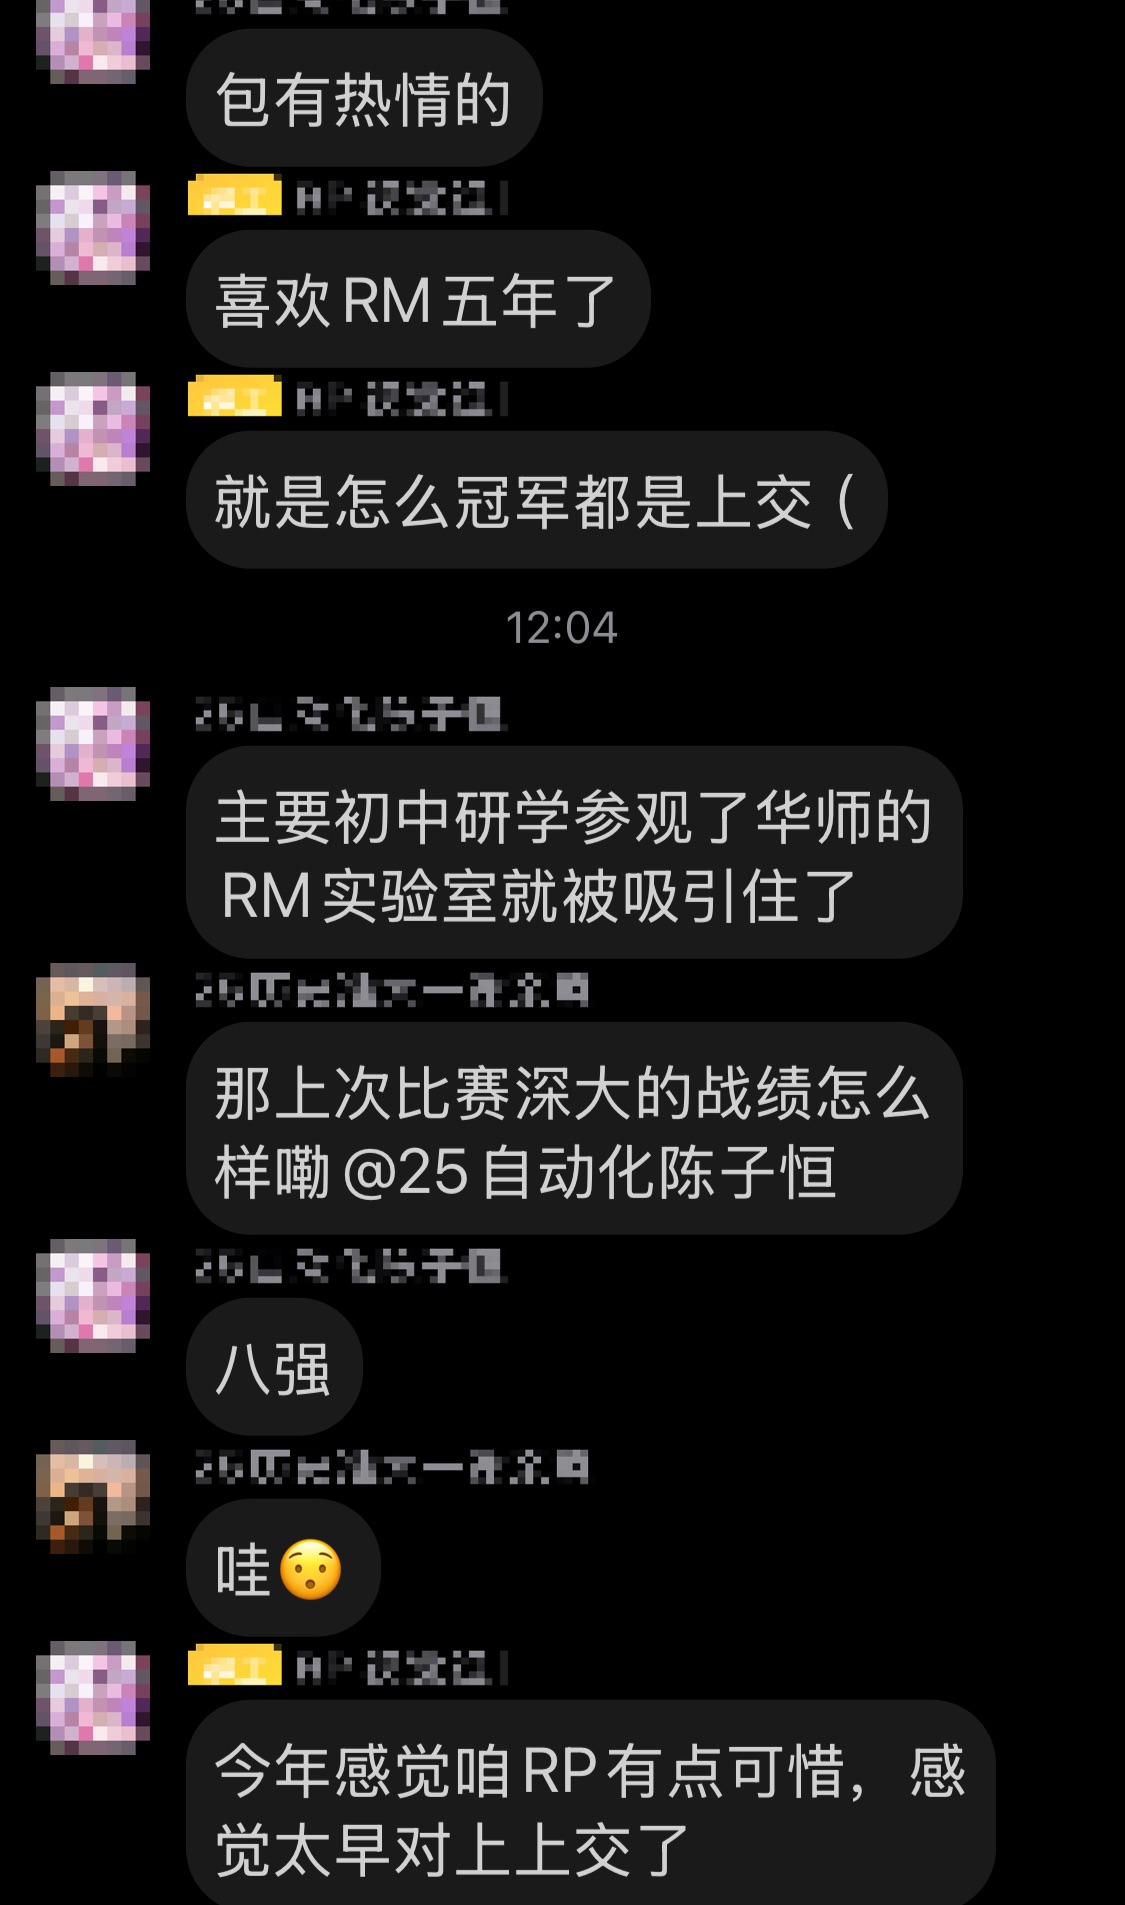 包有热情的
喜欢RM五年了
就是怎么冠军都是上交（
12:04
主要初中研学参观了华师的
RM实验室就被吸引住了
那上次比赛深大的战绩怎么
样嘞@25自动化陈子恒
八强
哇😯
今年感觉咱RP有点可惜，感
觉太早对上上交了